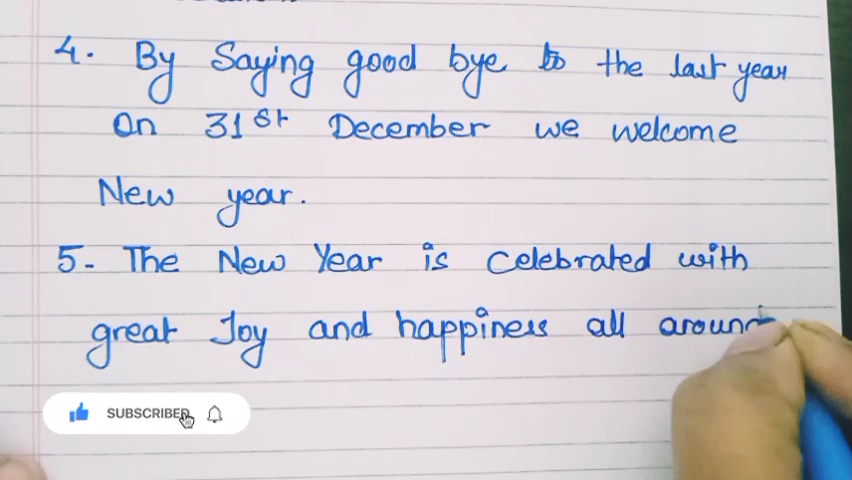 4. By Saying good bye to the last year
On 31st December we welcome
New year.
5. The New Year is celebrated with
great Joy and happiness all around
SUBSCRIBED